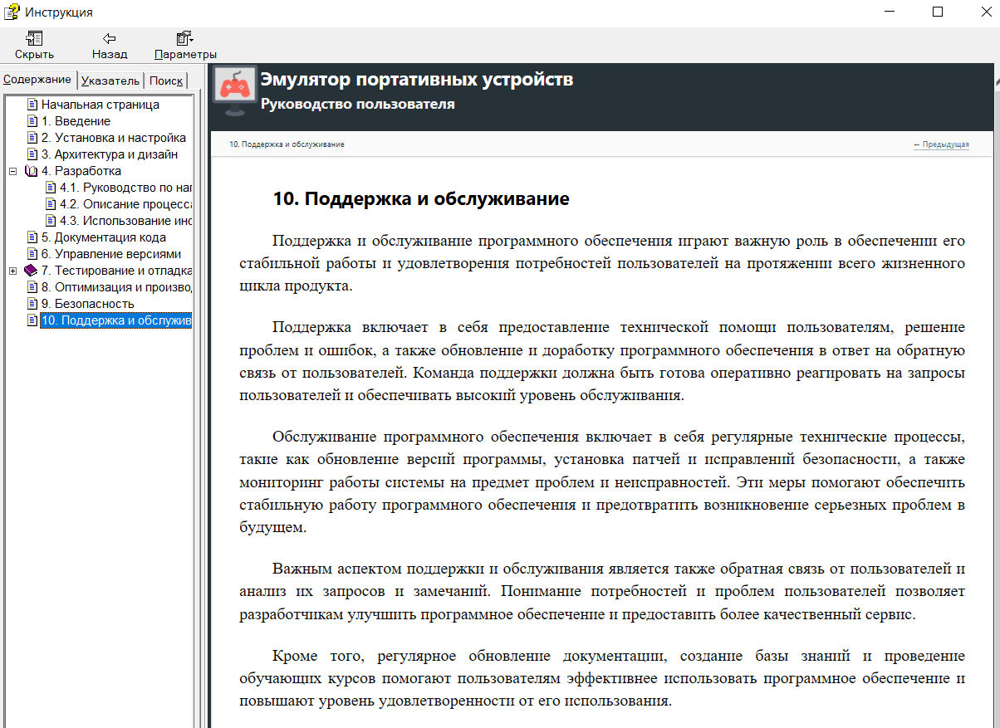 Инструкция
Скрыть Назад Параметры
Содержание Указатель Поиск
Начальная страница
1. Введение
2. Установка и настройка
3. Архитектура и дизайн
4. Разработка
4.1. Руководство по
4.2. Описание
4.3. Использование
5. Документация кода
6. Управление версиями
7. Тестирование и отладка
8. Оптимизация и
9. Безопасность
10. Поддержка и
Эмулятор портативных устройств
Руководство пользователя
10. Поддержка и обслуживание
← Предыдущая
10. Поддержка и обслуживание
Поддержка и обслуживание программного обеспечения играют важную роль в обеспечении его
стабильной работы и удовлетворения потребностей пользователей на протяжении всего жизненного
цикла продукта.
Поддержка включает в себя предоставление технической помощи пользователям, решение
проблем и ошибок, а также обновление и доработку программного обеспечения в ответ на обратную
связь от пользователей. Команда поддержки должна быть готова оперативно реагировать на запросы
пользователей и обеспечивать высокий уровень обслуживания.
Обслуживание программного обеспечения включает в себя регулярные технические процессы,
такие как обновление версий программы, установка патчей и исправлений безопасности, а также
мониторинг работы системы на предмет проблем и неисправностей. Эти меры помогают обеспечить
стабильную работу программного обеспечения и предотвратить возникновение серьезных проблем в
будущем.
Важным аспектом поддержки и обслуживания является также обратная связь от пользователей и
анализ их запросов и замечаний. Понимание потребностей и проблем пользователей позволяет
разработчикам улучшить программное обеспечение и предоставить более качественный сервис.
Кроме того, регулярное обновление документации, создание базы знаний и проведение
обучающих курсов помогают пользователям эффективнее использовать программное обеспечение и
повышают уровень удовлетворенности от его использования.